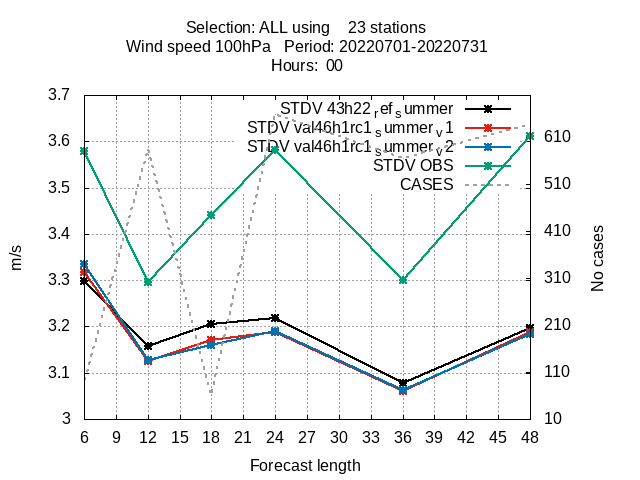 Selection: ALL using 23 stations
Wind speed 100hPa Period: 20220701-20220731
Hours: 00
3.7
3.6
3.5
3.4
3.3
3.2
3.1
3
m/s
STDV 43h22refsummer
STDV val46h1rc1summerv1
STDV val46h1rc1summerv2
STDV OBS
CASES
610
510
410
310
210
110
10
No cases
6 9 12 15 18 21 24 27 30 33 36 39 42 45 48
Forecast length